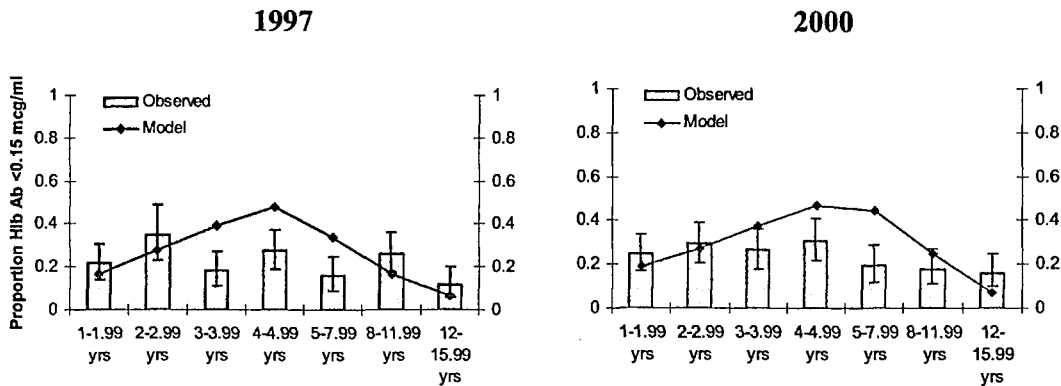 1997
2000
Proportion Hib Ab <0.15 mcg/ml
1
0.8
0.6
0.4
0.2
0
Observed
Model
1
0.8
0.6
0.4
0.2
0
1-1.99 yrs
2-2.99 yrs
3-3.99 yrs
4-4.99 yrs
5-7.99 yrs
8-11.99 yrs
12-
15.99
yrs
1
0.8
0.6
0.4
0.2
0
Observed
Model
1
0.8
0.6
0.4
0.2
0
1-1.99 yrs
2-2.99 yrs
3-3.99 yrs
4-4.99 yrs
5-7.99 yrs
8-11.99 yrs
12-
15.99
yrs